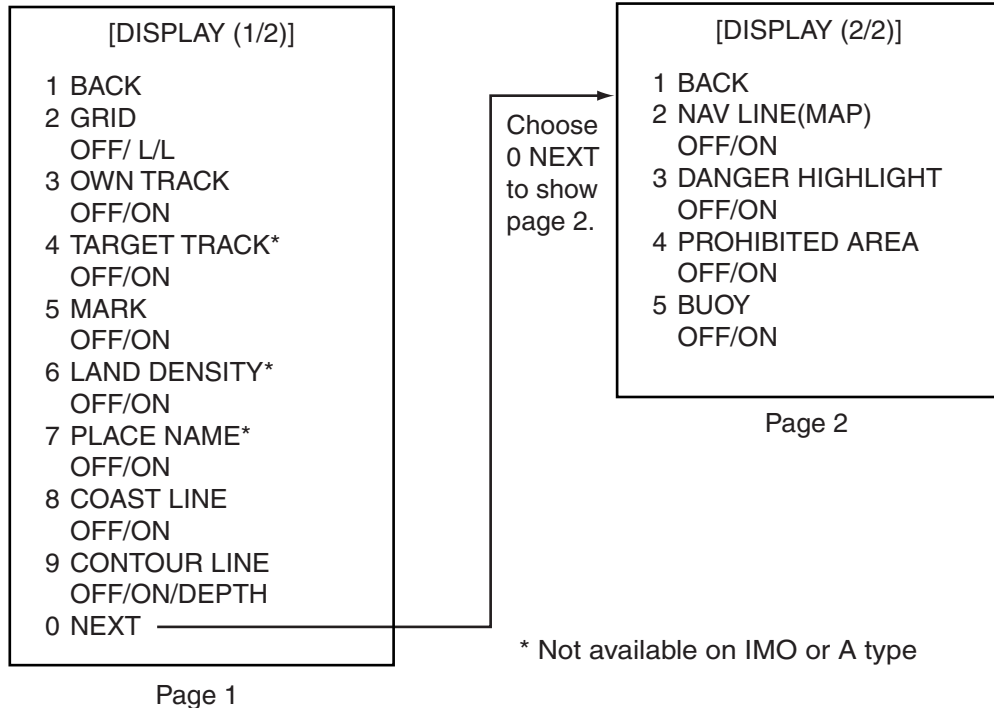 [DISPLAY (1/2)]
1 BACK
2 GRID
OFF/ L/L
3 OWN TRACK
OFF/ON
4 TARGET TRACK*
OFF/ON
5 MARK
OFF/ON
6 LAND DENSITY*
OFF/ON
7 PLACE NAME*
OFF/ON
8 COAST LINE
OFF/ON
9 CONTOUR LINE
OFF/ON/DEPTH
0 NEXT
Page 1
Choose
0 NEXT
to show
page 2.
[DISPLAY (2/2)]
1 BACK
2 NAV LINE(MAP)
OFF/ON
3 DANGER HIGHLIGHT
OFF/ON
4 PROHIBITED AREA
OFF/ON
5 BUOY
OFF/ON
Page 2
* Not available on IMO or A type